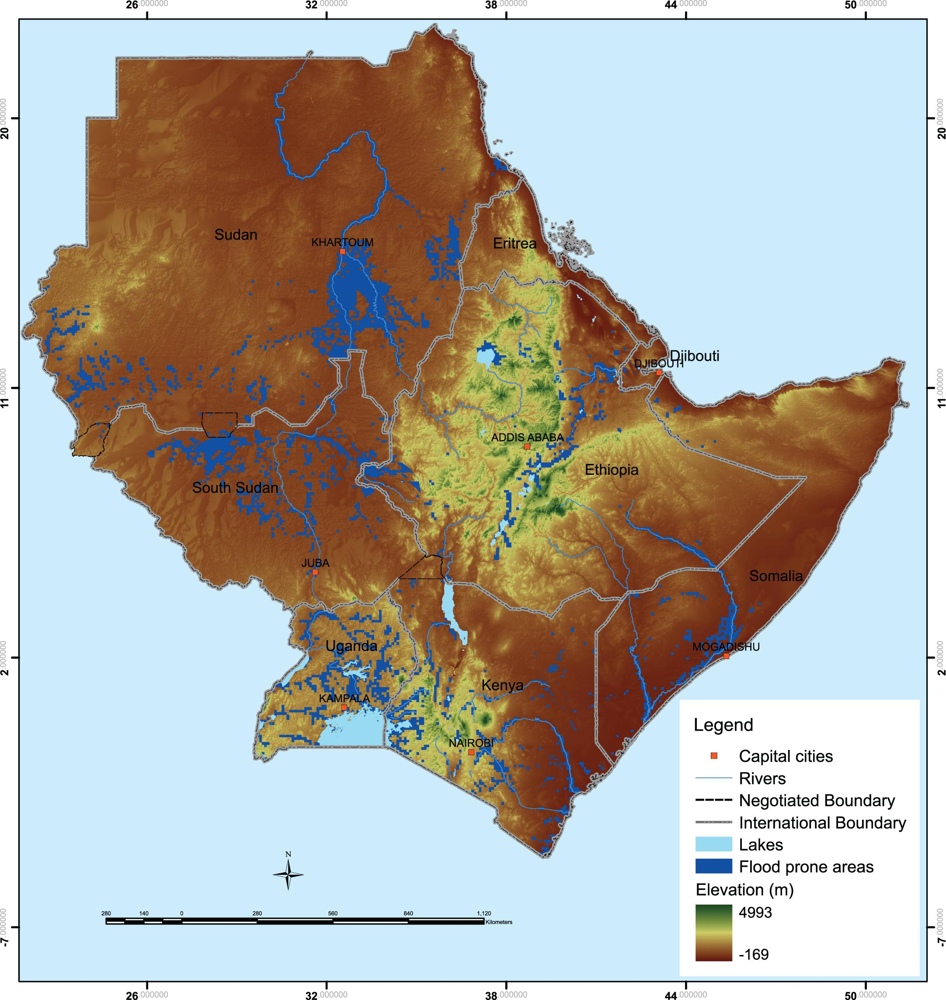 26.000000 32.000000 38.000000 44.000000 50.000000
20.000000 20.000000
Sudan
KHARTOUM
Eritrea
Djibouti
DJIBOUTI
11.000000 11.000000
ADDIS ABABA
Ethiopia
South Sudan
JUBA
Somalia
Uganda
MOGADISHU
2.000000 2.000000
Kenya
KAMPALA
NAIROBI
Legend
Capital cities
Rivers
Negotiated Boundary
International Boundary
Lakes
Flood prone areas
Elevation (m)
4993
-169
N
280 140 0 280 560 840 1,120
Kilometers
-7.000000 -7.000000
26.000000 32.000000 38.000000 44.000000 50.000000